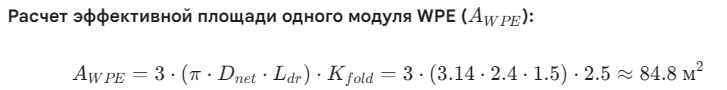 Расчет эффективной площади одного модуля WPE (A_{WPE}):
A_{WPE} = 3 · (π · D_{net} · L_{dr}) · K_{fold} = 3 · (3.14 · 2.4 · 1.5) · 2.5 ≈ 84.8 м²